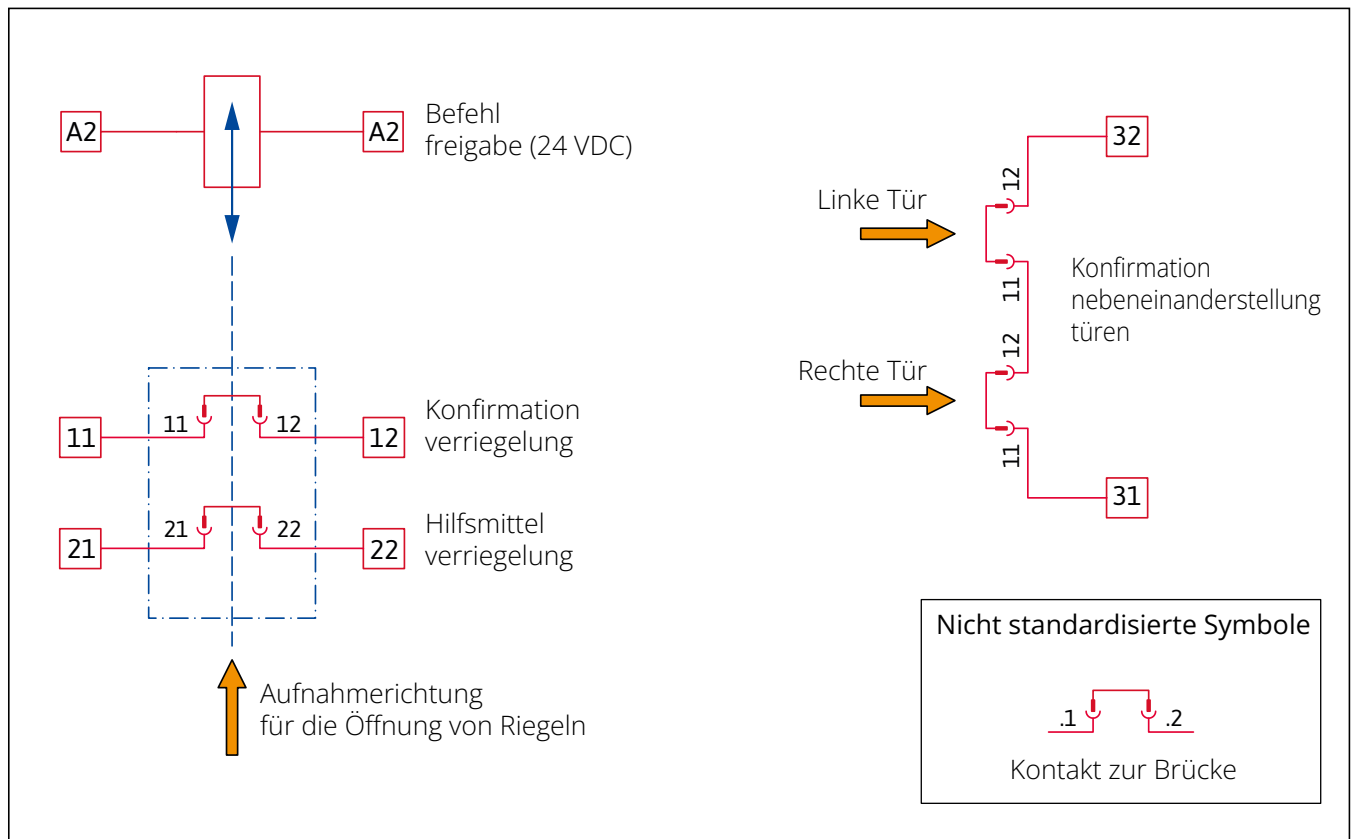 A2
A2
Befehl
freigabe (24 VDC)
11
11
12
12
Konfirmation
verriegelung
21
21
22
22
Hilfsmittel
verriegelung
Aufnahmerichtung
für die Öffnung von Riegeln
32
12
Linke Tür
11
Konfirmation
nebeneinanderstellung
türen
12
Rechte Tür
11
31
Nicht standardisierte Symbole
.1
.2
Kontakt zur Brücke